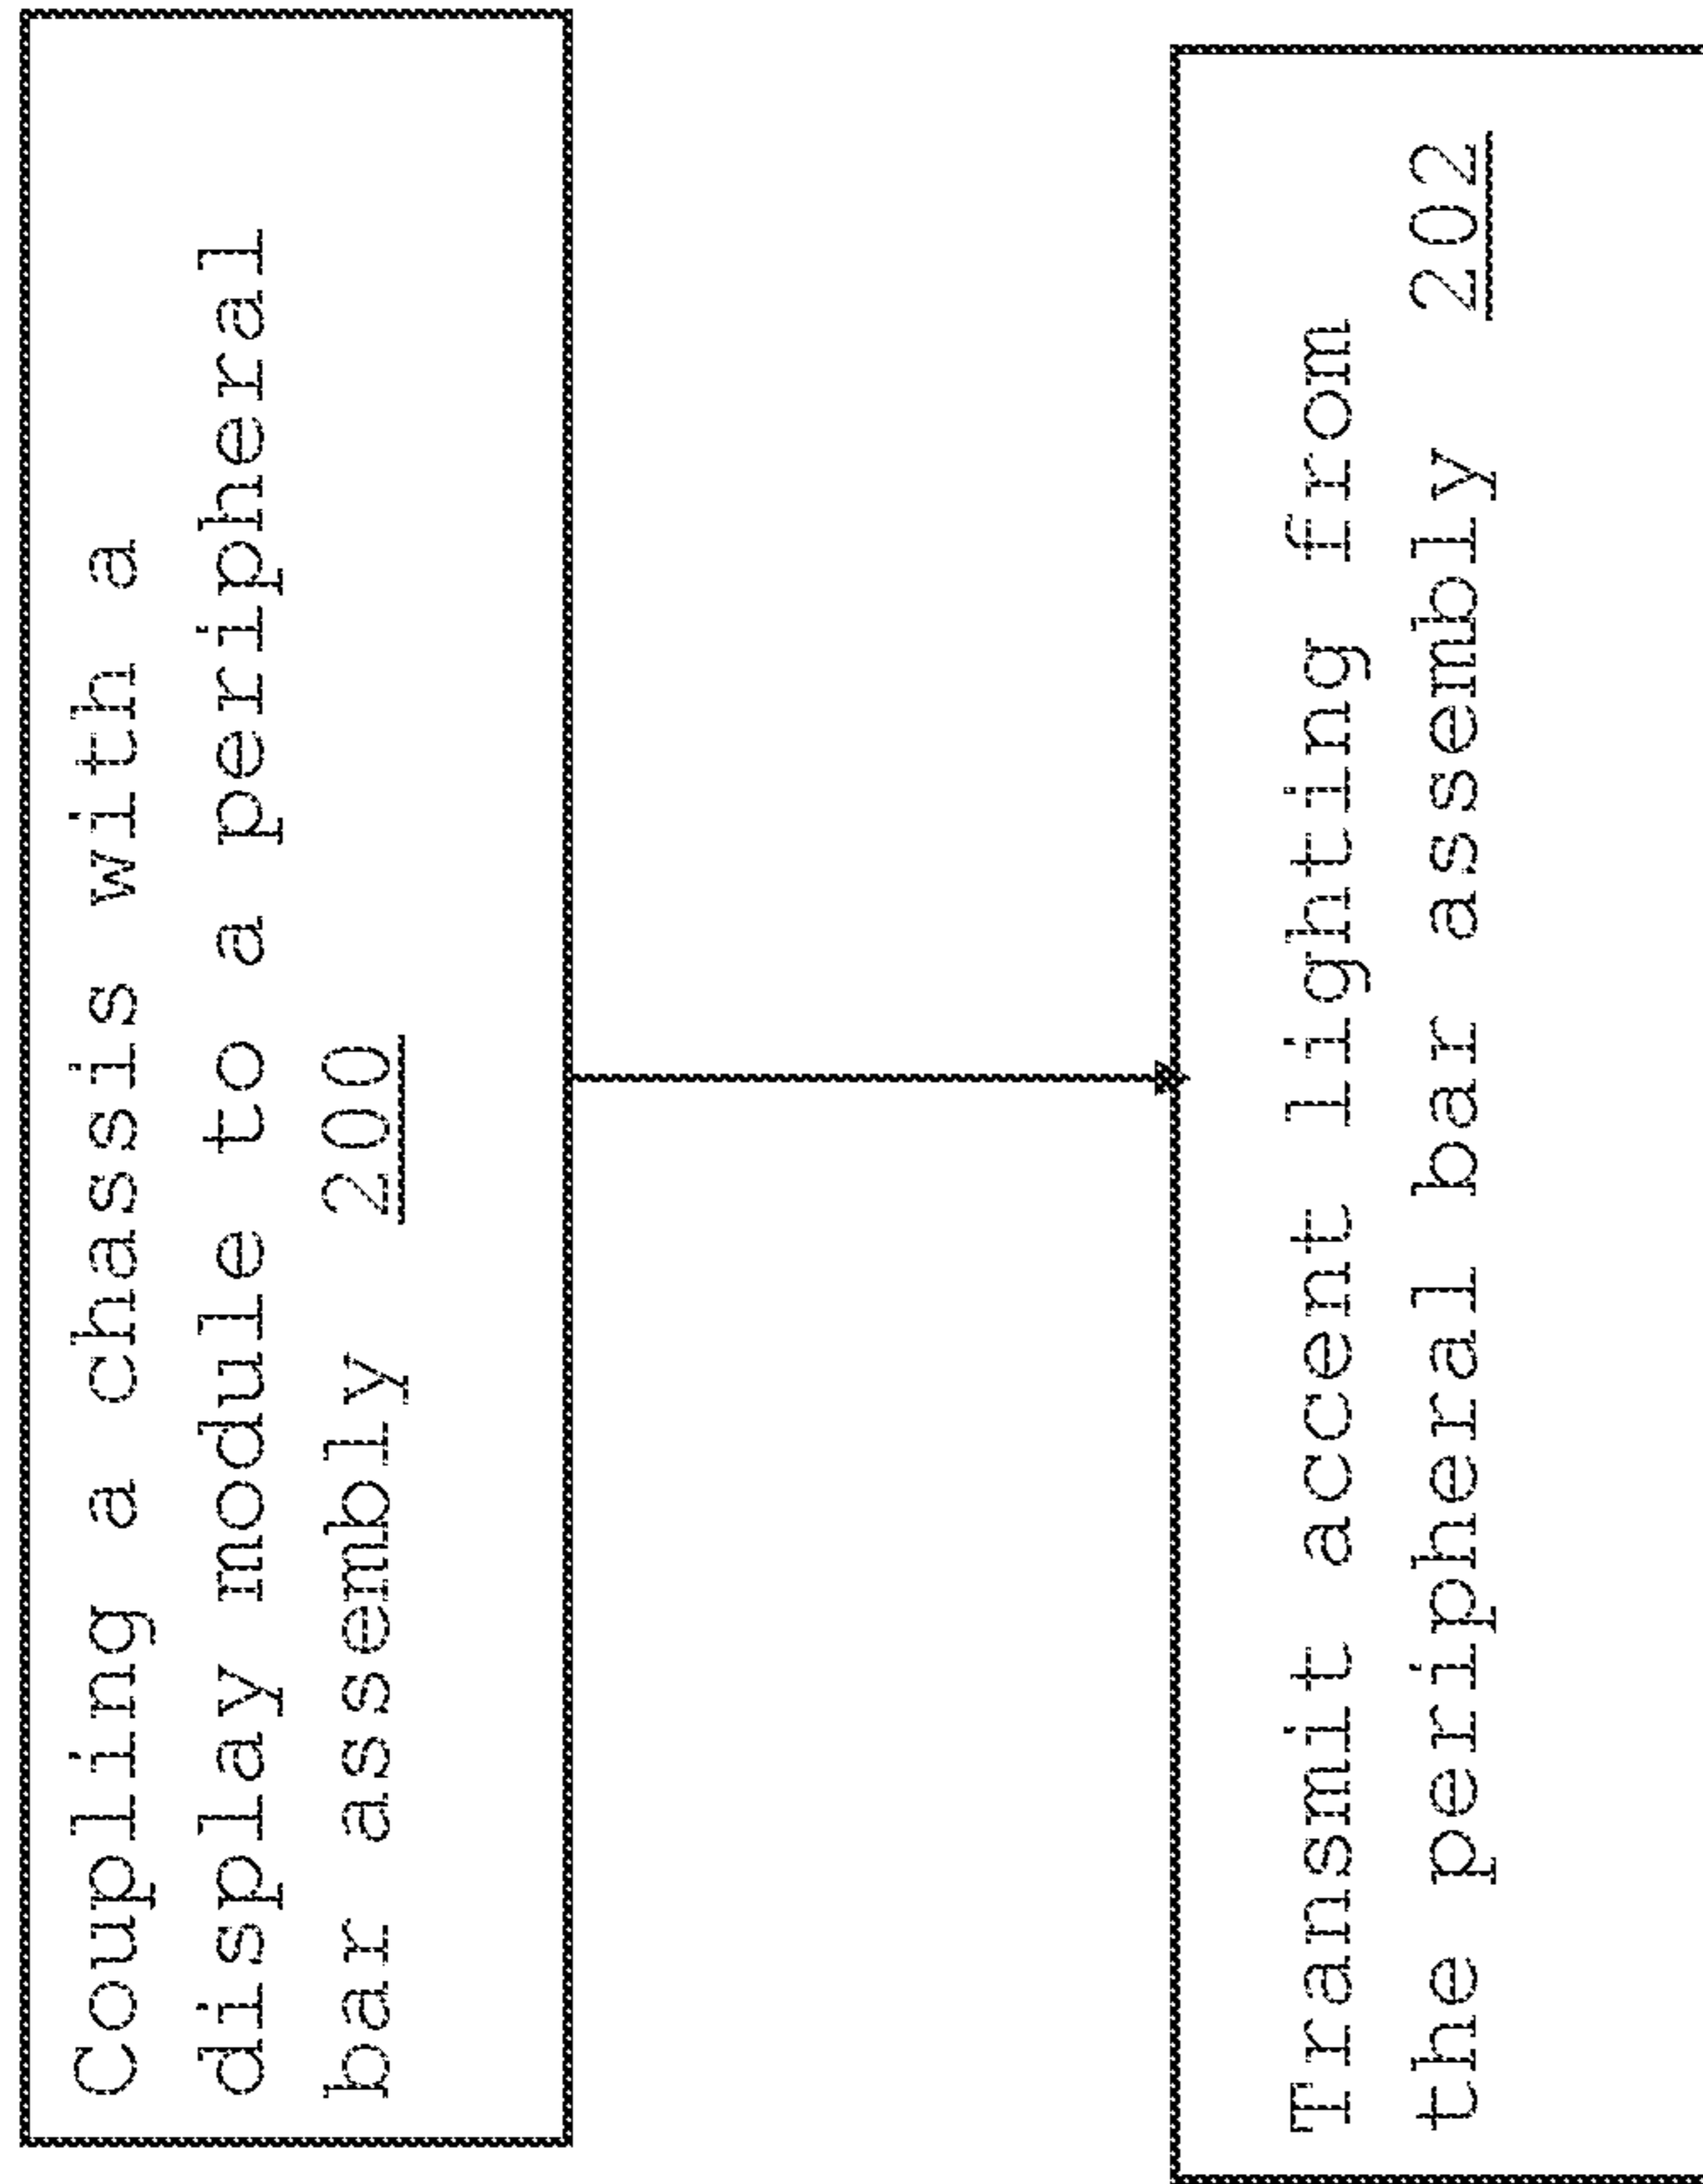 Coupling a chassis with a
display module to a peripheral
bar assembly 200
Transmit accent lighting from
the peripheral bar assembly 202